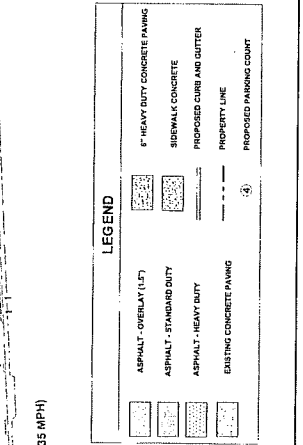 35 MPH)
LEGEND
ASPHALT - OVERLAY (1.5")
ASPHALT - STANDARD DUTY
ASPHALT - HEAVY DUTY
EXISTING CONCRETE PAVING
6" HEAVY DUTY CONCRETE PAVING
SIDEWALK CONCRETE
PROPOSED CURB AND GUTTER
PROPERTY LINE
4 PROPOSED PARKING COUNT